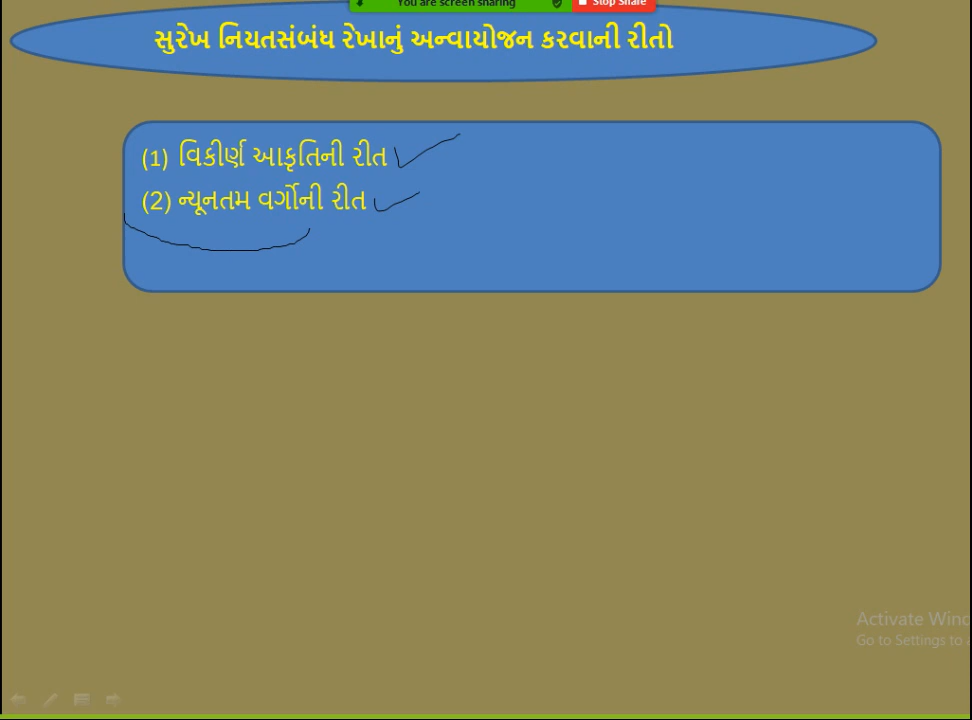 You are screen sharing Stop Share
સુરેખ નિયતસંબંધ રેખાનું અન્વાયોજન કરવાની રીતો
(1) વિકીર્ણ આકૃતિની રીત
(2) ન્યૂનતમ વર્ગોની રીત
Activate Wind
Go to Settings to